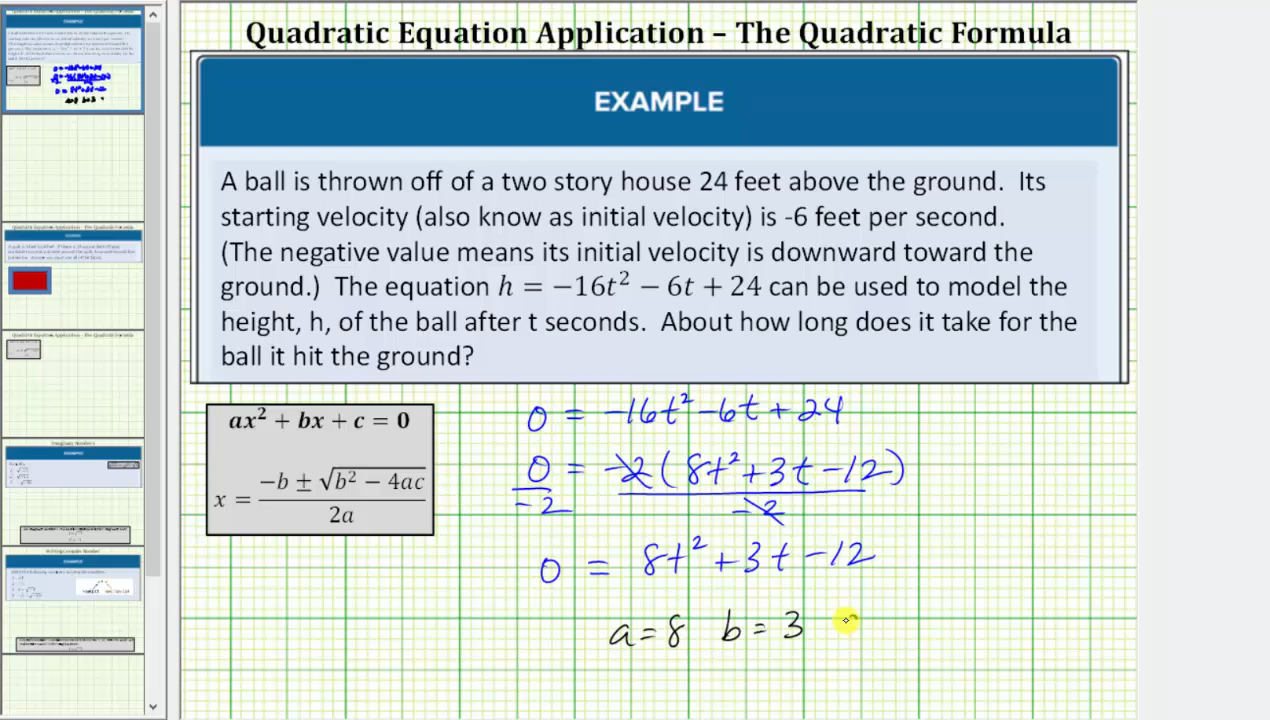 Quadratic Equation Application – The Quadratic Formula
EXAMPLE
A ball is thrown off of a two story house 24 feet above the ground. Its
starting velocity (also know as initial velocity) is -6 feet per second.
(The negative value means its initial velocity is downward toward the
ground.) The equation h = −16t² − 6t + 24 can be used to model the
height, h, of the ball after t seconds. About how long does it take for the
ball it hit the ground?
ax² + bx + c = 0
x = (−b ± √(b² − 4ac)) / 2a
0 = -16t² - 6t + 24
0 / -2 = -2(8t² + 3t - 12) / -2
0 = 8t² + 3t - 12
a = 8 b = 3